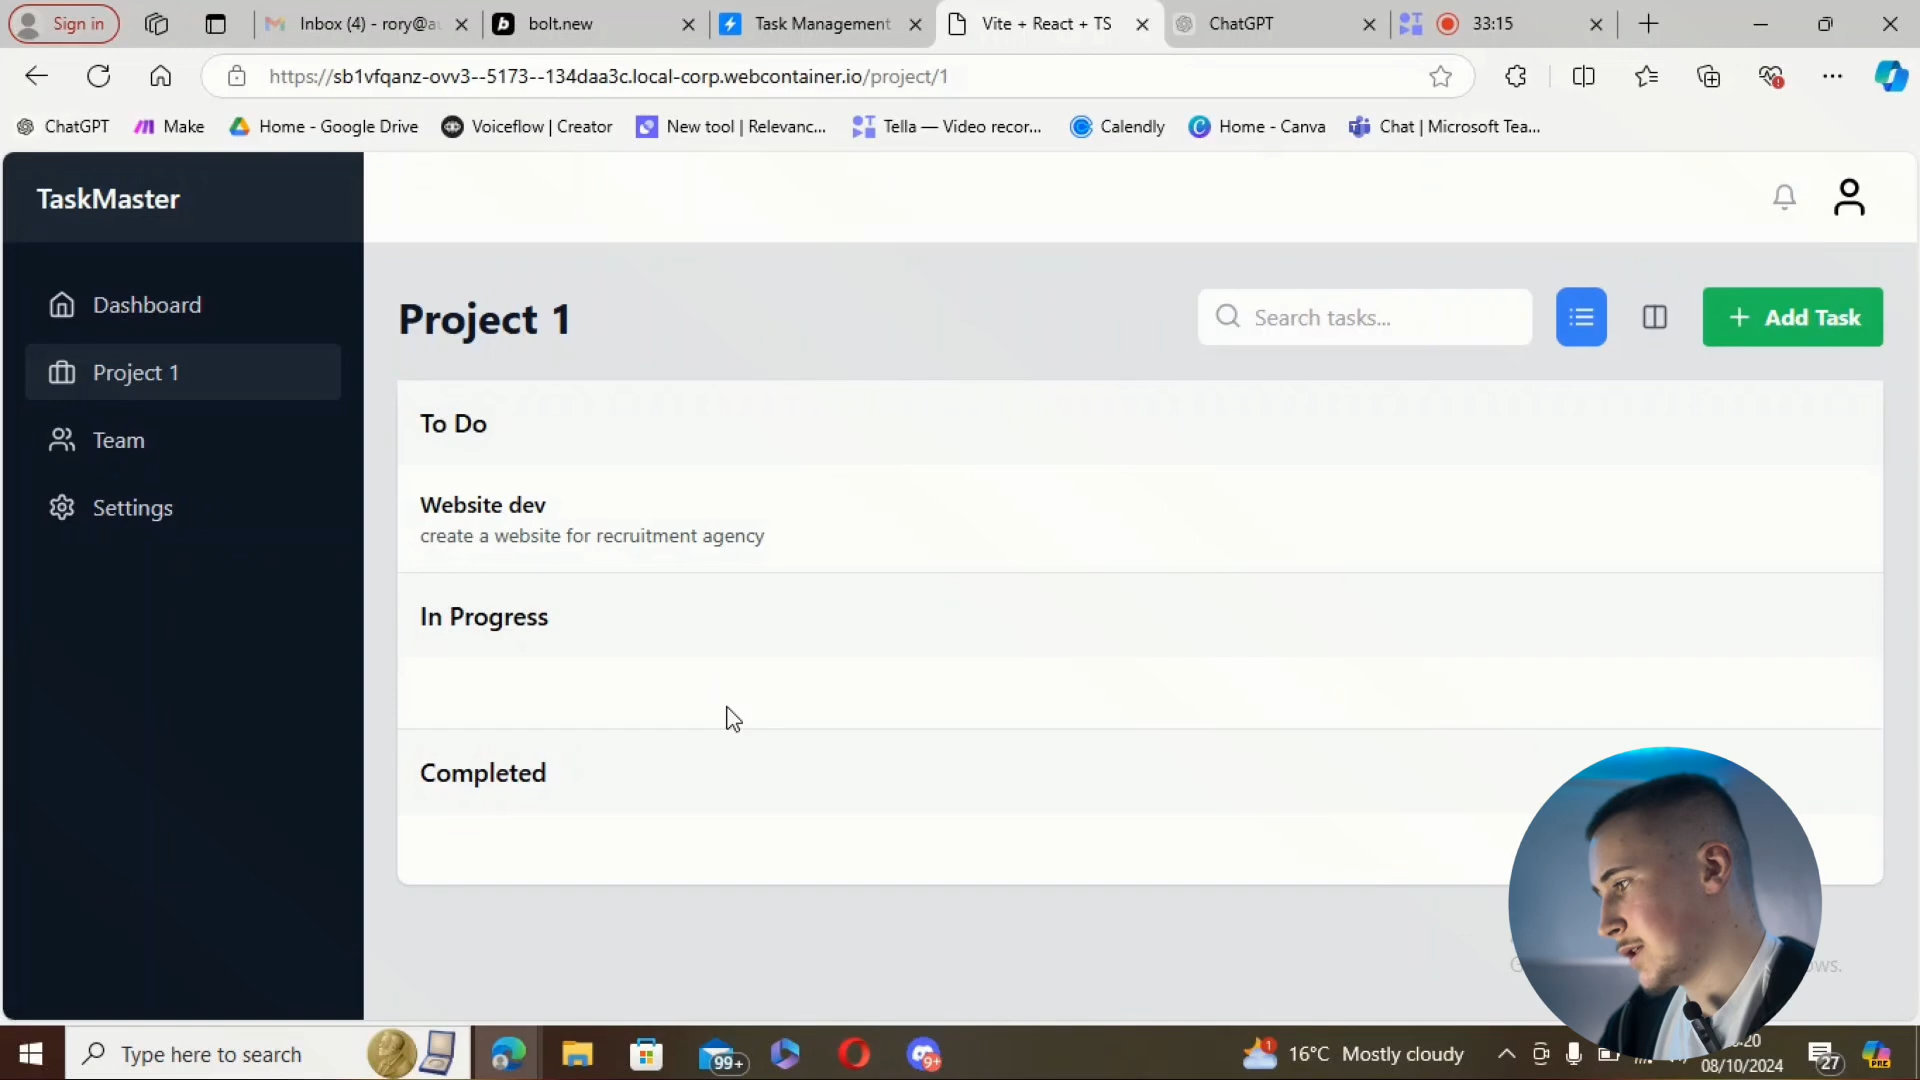 Sign in
Inbox (4) - rory@au
bolt.new
Task Management
Vite + React + TS
ChatGPT
33:15
https://sb1vfqanz-ovv3--5173--134daa3c.local-corp.webcontainer.io/project/1
ChatGPT
Make
Home - Google Drive
Voiceflow | Creator
New tool | Relevanc...
Tella — Video recor...
Calendly
Home - Canva
Chat | Microsoft Tea...
TaskMaster
Dashboard
Project 1
Team
Settings
Project 1
Search tasks...
Add Task
To Do
Website dev
create a website for recruitment agency
In Progress
Completed
Type here to search
99+
9+
1
16°C Mostly cloudy
08/10/2024
27
PRE